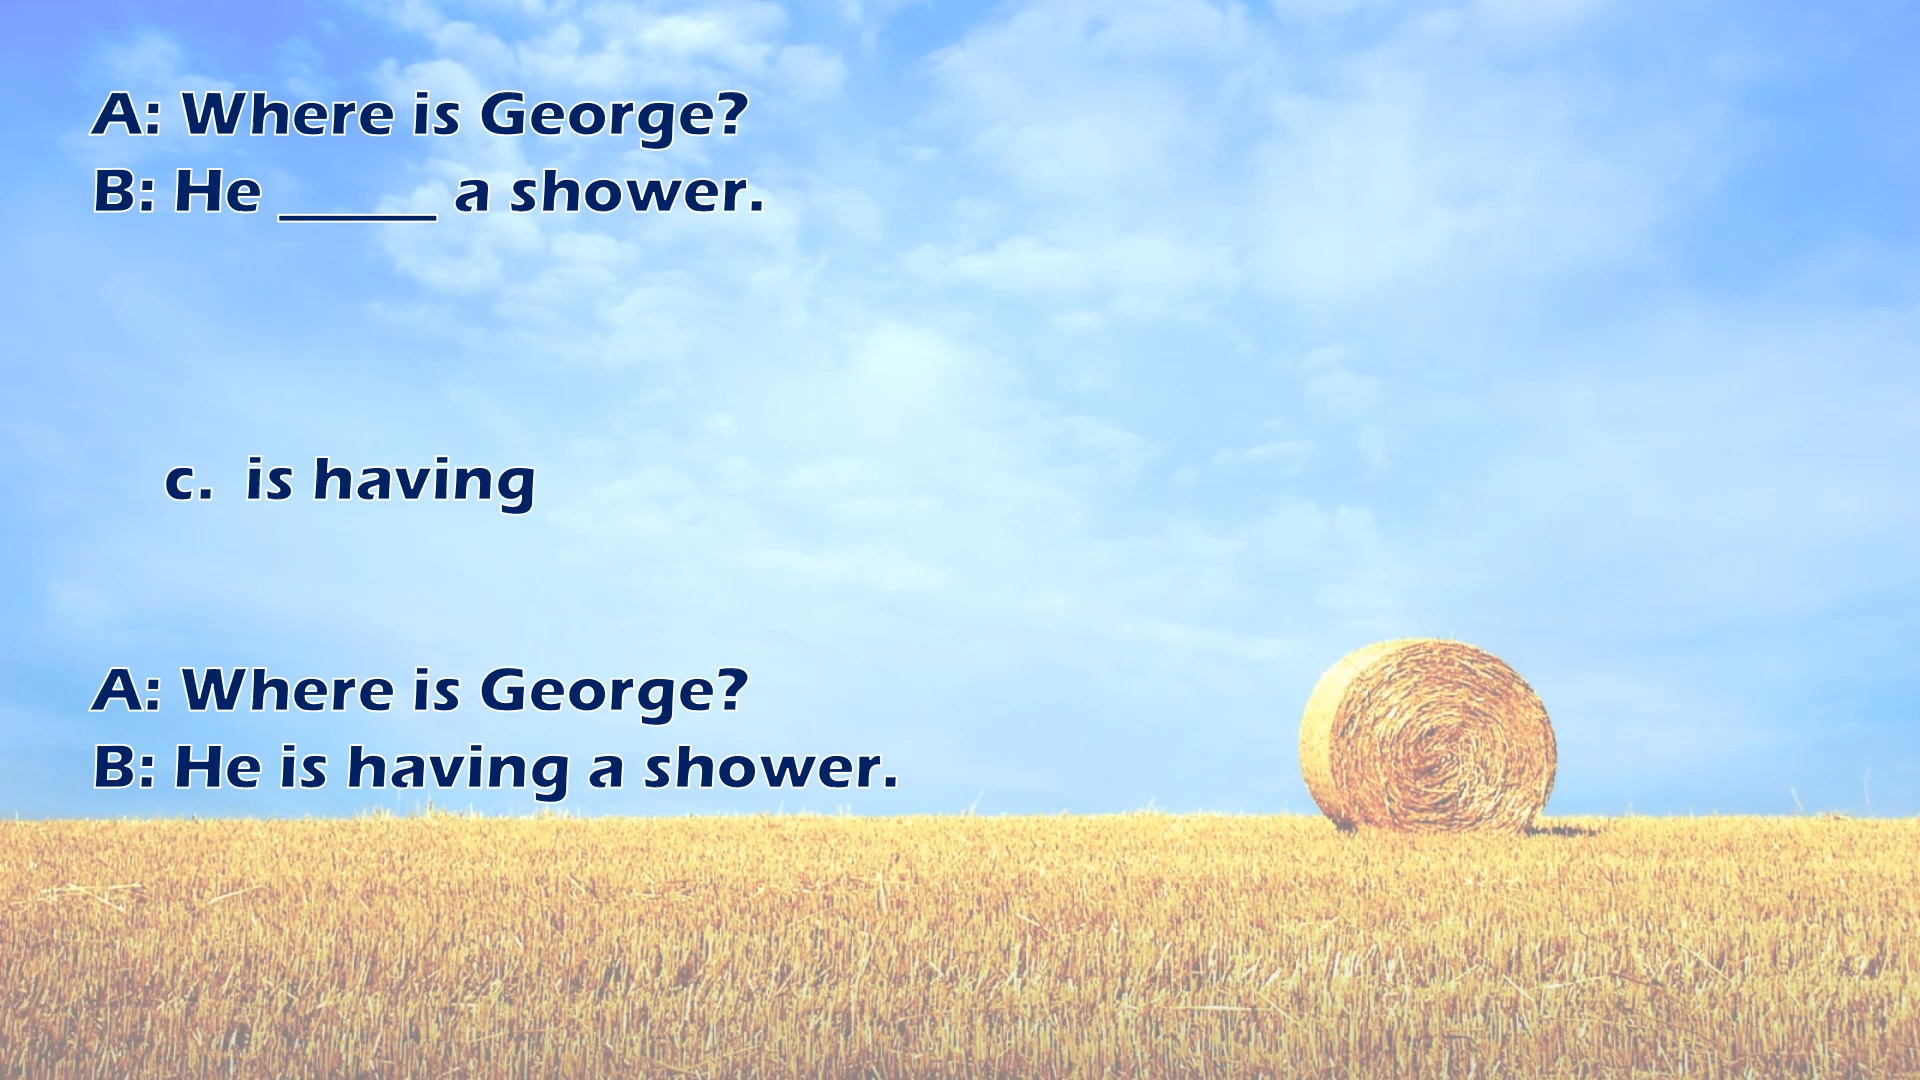 A: Where is George?
B: He _____ a shower.
c. is having
A: Where is George?
B: He is having a shower.